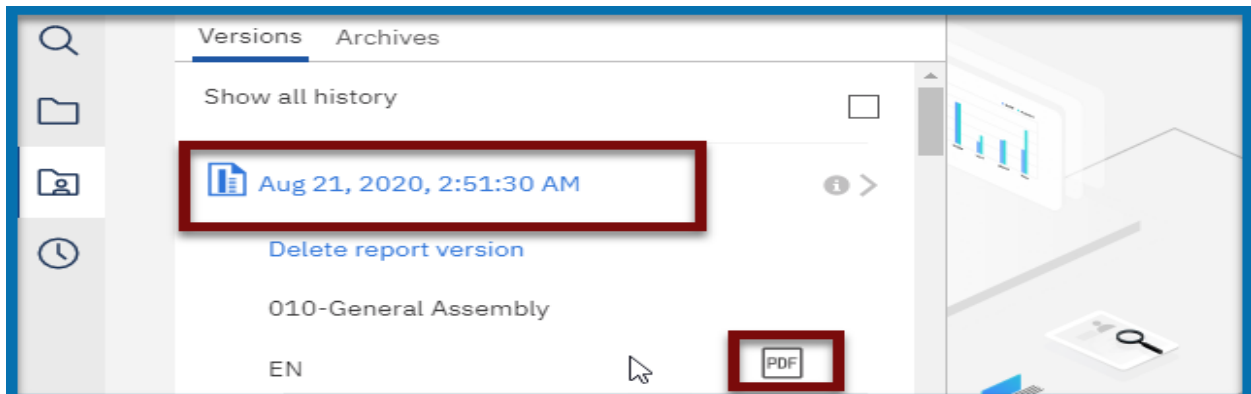 Versions Archives
Show all history
Aug 21, 2020, 2:51:30 AM
Delete report version
010-General Assembly
EN PDF